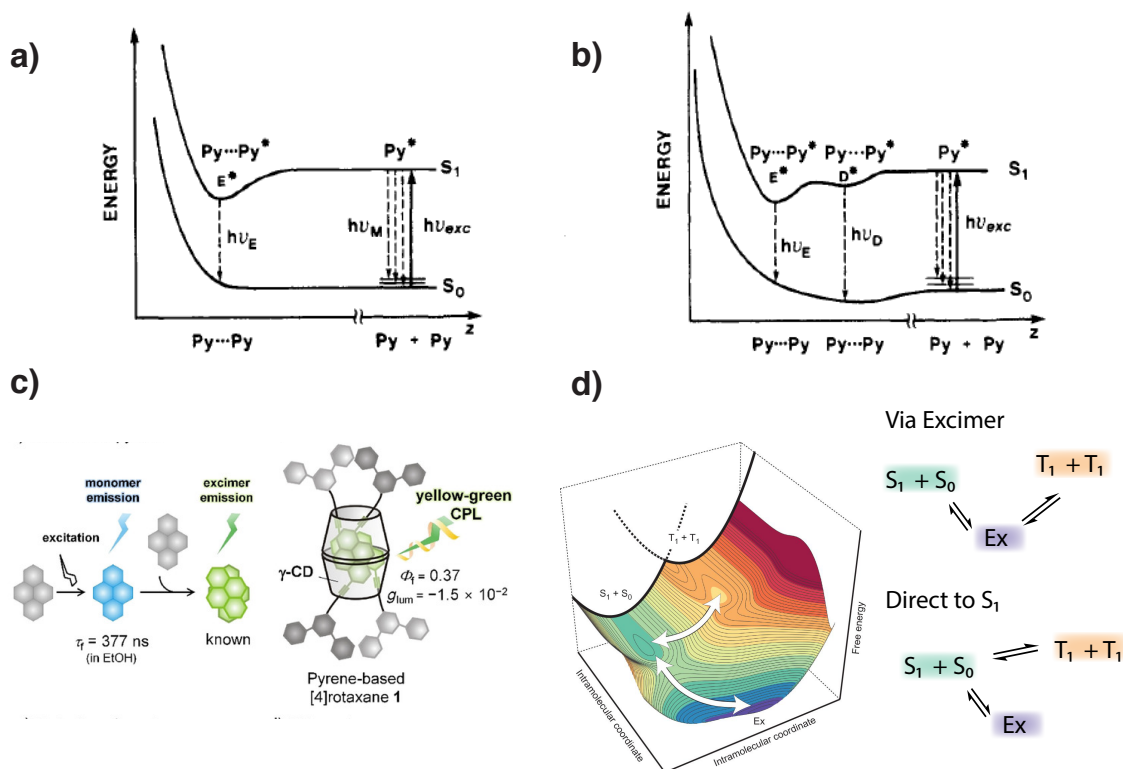 a)
ENERGY
Py···Py*
E*
Py*
S₁
hυE
hυM
hυexc
S₀
z
Py···Py
Py + Py
b)
ENERGY
Py···Py* Py···Py*
E*
D*
Py*
S₁
hυE
hυD
hυexc
S₀
z
Py···Py Py···Py
Py + Py
c)
monomer
emission
excimer
emission
excitation
τf = 377 ns
(in EtOH)
known
yellow-green
CPL
γ-CD
Φf = 0.37
glum = −1.5 × 10⁻²
Pyrene-based
[4]rotaxane 1
d)
T₁ + T₁
S₁ + S₀
Ex
Free energy
Intramolecular coordinate
Intramolecular coordinate
Via Excimer
S₁ + S₀
T₁ + T₁
Ex
Direct to S₁
S₁ + S₀
T₁ + T₁
Ex